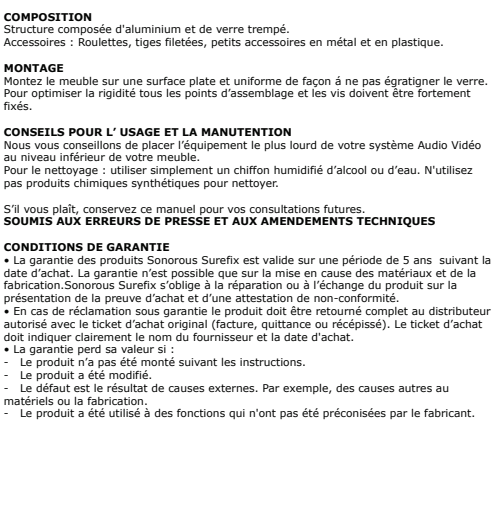 COMPOSITION
Structure composée d'aluminium et de verre trempé.
Accessoires : Roulettes, tiges filetées, petits accessoires en métal et en plastique.
MONTAGE
Montez le meuble sur une surface plate et uniforme de façon á ne pas égratigner le verre.
Pour optimiser la rigidité tous les points d’assemblage et les vis doivent être fortement
fixés.
CONSEILS POUR L’ USAGE ET LA MANUTENTION
Nous vous conseillons de placer l’équipement le plus lourd de votre système Audio Vidéo
au niveau inférieur de votre meuble.
Pour le nettoyage : utiliser simplement un chiffon humidifié d’alcool ou d’eau. N'utilisez
pas produits chimiques synthétiques pour nettoyer.
S’il vous plaît, conservez ce manuel pour vos consultations futures.
SOUMIS AUX ERREURS DE PRESSE ET AUX AMENDEMENTS TECHNIQUES
CONDITIONS DE GARANTIE
• La garantie des produits Sonorous Surefix est valide sur une période de 5 ans  suivant la
date d’achat. La garantie n’est possible que sur la mise en cause des matériaux et de la
fabrication.Sonorous Surefix s’oblige à la réparation ou à l’échange du produit sur la
présentation de la preuve d’achat et d’une attestation de non-conformité.
• En cas de réclamation sous garantie le produit doit être retourné complet au distributeur
autorisé avec le ticket d’achat original (facture, quittance ou récépissé). Le ticket d’achat
doit indiquer clairement le nom du fournisseur et la date d'achat.
• La garantie perd sa valeur si :
- Le produit n’a pas été monté suivant les instructions.
- Le produit a été modifié.
- Le défaut est le résultat de causes externes. Par exemple, des causes autres au
matériels ou la fabrication.
- Le produit a été utilisé à des fonctions qui n'ont pas été préconisées par le fabricant.